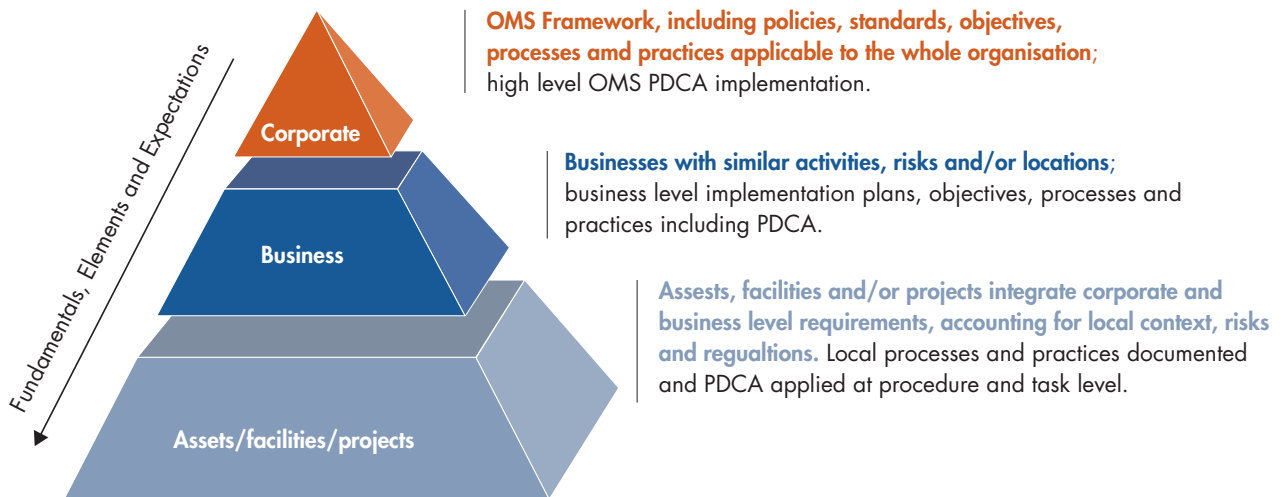 Fundamentals, Elements and Expectations
Corporate
OMS Framework, including policies, standards, objectives,
processes amd practices applicable to the whole organisation;
high level OMS PDCA implementation.
Business
Businesses with similar activities, risks and/or locations;
business level implementation plans, objectives, processes and
practices including PDCA.
Assets/facilities/projects
Assests, facilities and/or projects integrate corporate and
business level requirements, accounting for local context, risks
and regualtions. Local processes and practices documented
and PDCA applied at procedure and task level.